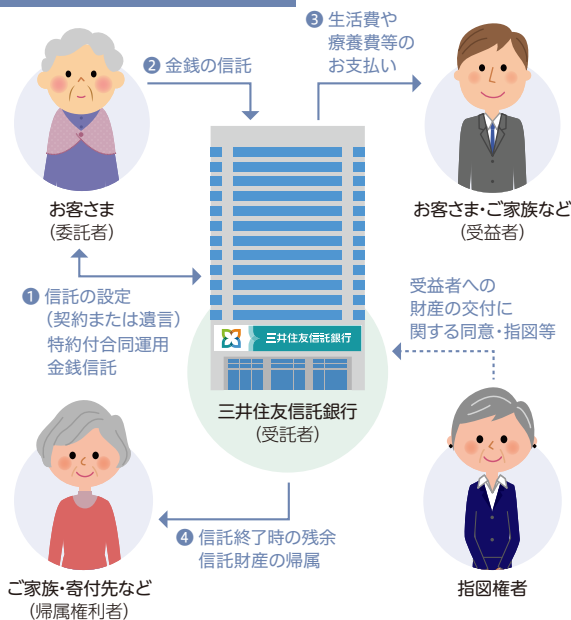 ❸ 生活費や
療養費等の
お支払い
❷ 金銭の信託
お客さま
（委託者）
お客さま・ご家族など
（受益者）
❶ 信託の設定
（契約または遺言）
特約付合同運用
金銭信託
受益者への
財産の交付に
関する同意・指図等
三井住友信託銀行
三井住友信託銀行
（受託者）
❹ 信託終了時の残余
信託財産の帰属
ご家族・寄付先など
（帰属権利者）
指図権者